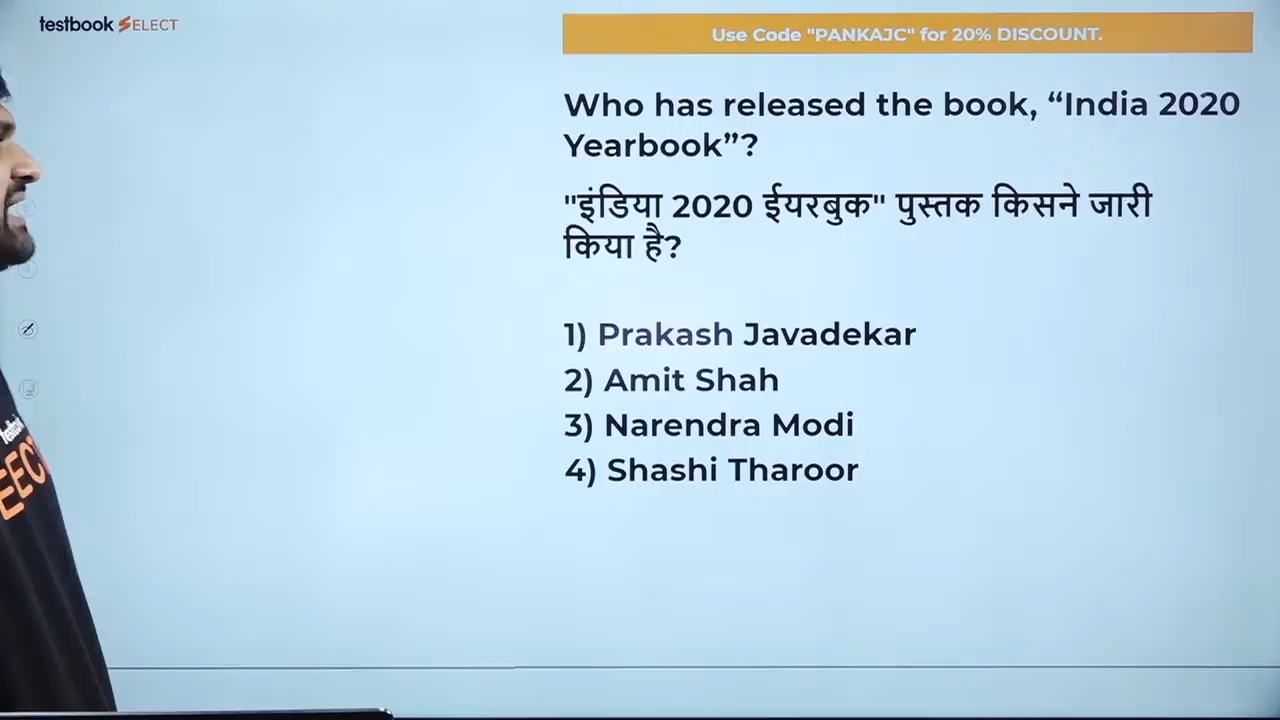 testbook SELECT
Use Code "PANKAJC" for 20% DISCOUNT.
Who has released the book, “India 2020
Yearbook”?
"इंडिया 2020 ईयरबुक" पुस्तक किसने जारी
किया है?
1) Prakash Javadekar
2) Amit Shah
3) Narendra Modi
4) Shashi Tharoor